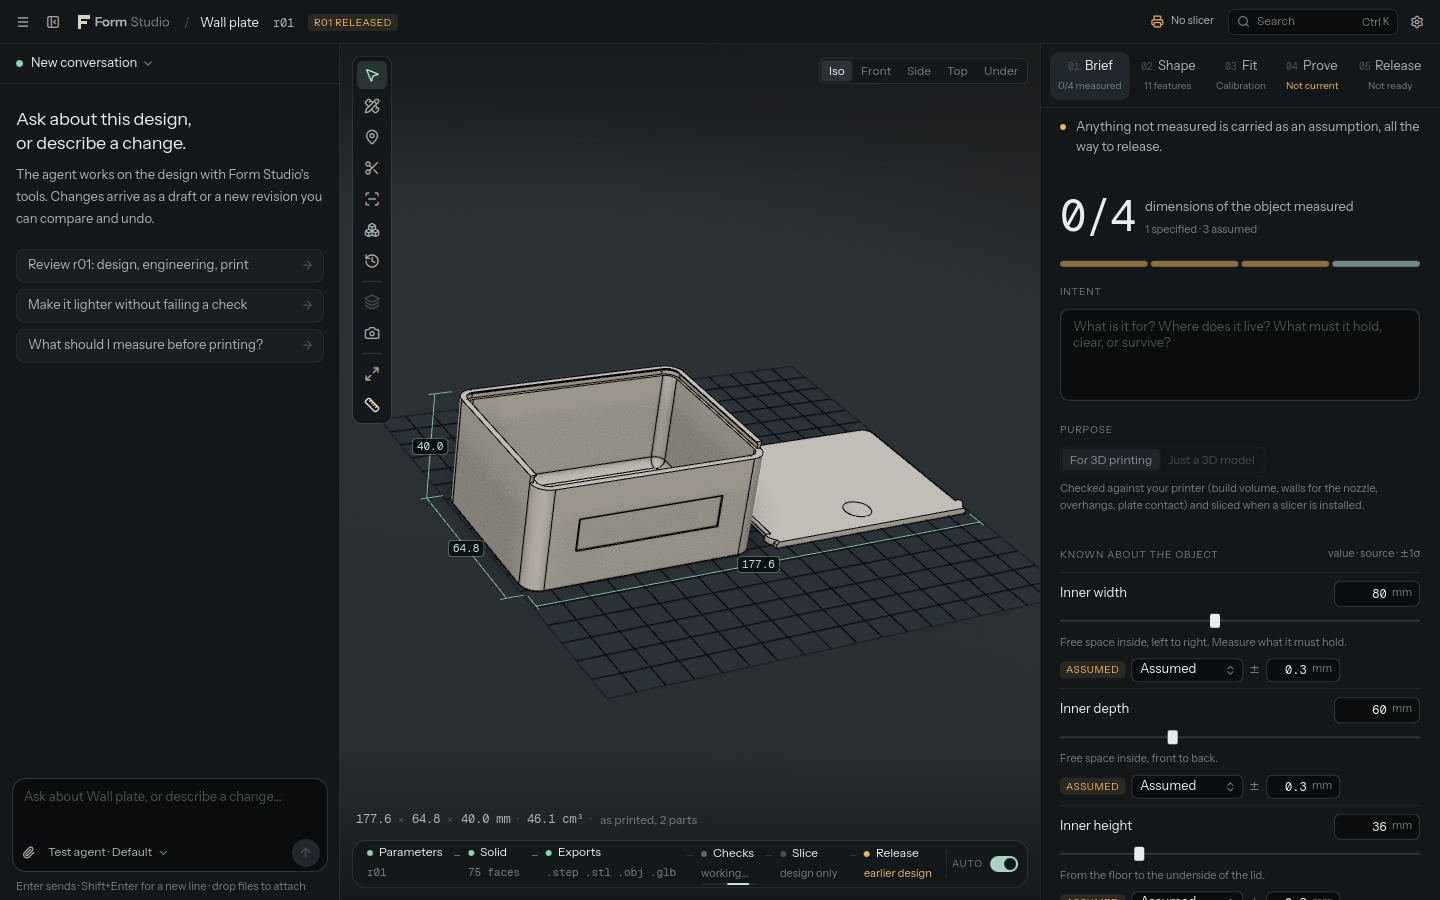 Form Studio / Wall plate r01 R01 RELEASED
No slicer
Search Ctrl K
New conversation
Ask about this design,
or describe a change.
The agent works on the design with Form Studio's
tools. Changes arrive as a draft or a new revision you
can compare and undo.
Review r01: design, engineering, print
Make it lighter without failing a check
What should I measure before printing?
Ask about Wall plate, or describe a change...
Test agent · Default
Enter sends · Shift+Enter for a new line · drop files to attach
Iso Front Side Top Under
40.0
64.8
177.6
177.6 × 64.8 × 40.0 mm · 46.1 cm³ · as printed, 2 parts
Parameters
r01
Solid
75 faces
Exports
.step .stl .obj .glb
Checks
working...
Slice
design only
Release
earlier design
AUTO
01 Brief
0/4 measured
02 Shape
11 features
03 Fit
Calibration
04 Prove
Not current
05 Release
Not ready
Anything not measured is carried as an assumption, all the
way to release.
0/4
dimensions of the object measured
1 specified · 3 assumed
INTENT
What is it for? Where does it live? What must it hold,
clear, or survive?
PURPOSE
For 3D printing Just a 3D model
Checked against your printer (build volume, walls for the nozzle,
overhangs, plate contact) and sliced when a slicer is installed.
KNOWN ABOUT THE OBJECT value · source · ±1σ
Inner width 80 mm
Free space inside, left to right. Measure what it must hold.
ASSUMED Assumed ± 0.3 mm
Inner depth 60 mm
Free space inside, front to back.
ASSUMED Assumed ± 0.3 mm
Inner height 36 mm
From the floor to the underside of the lid.
ASSUMED Assumed ± 0.3 mm